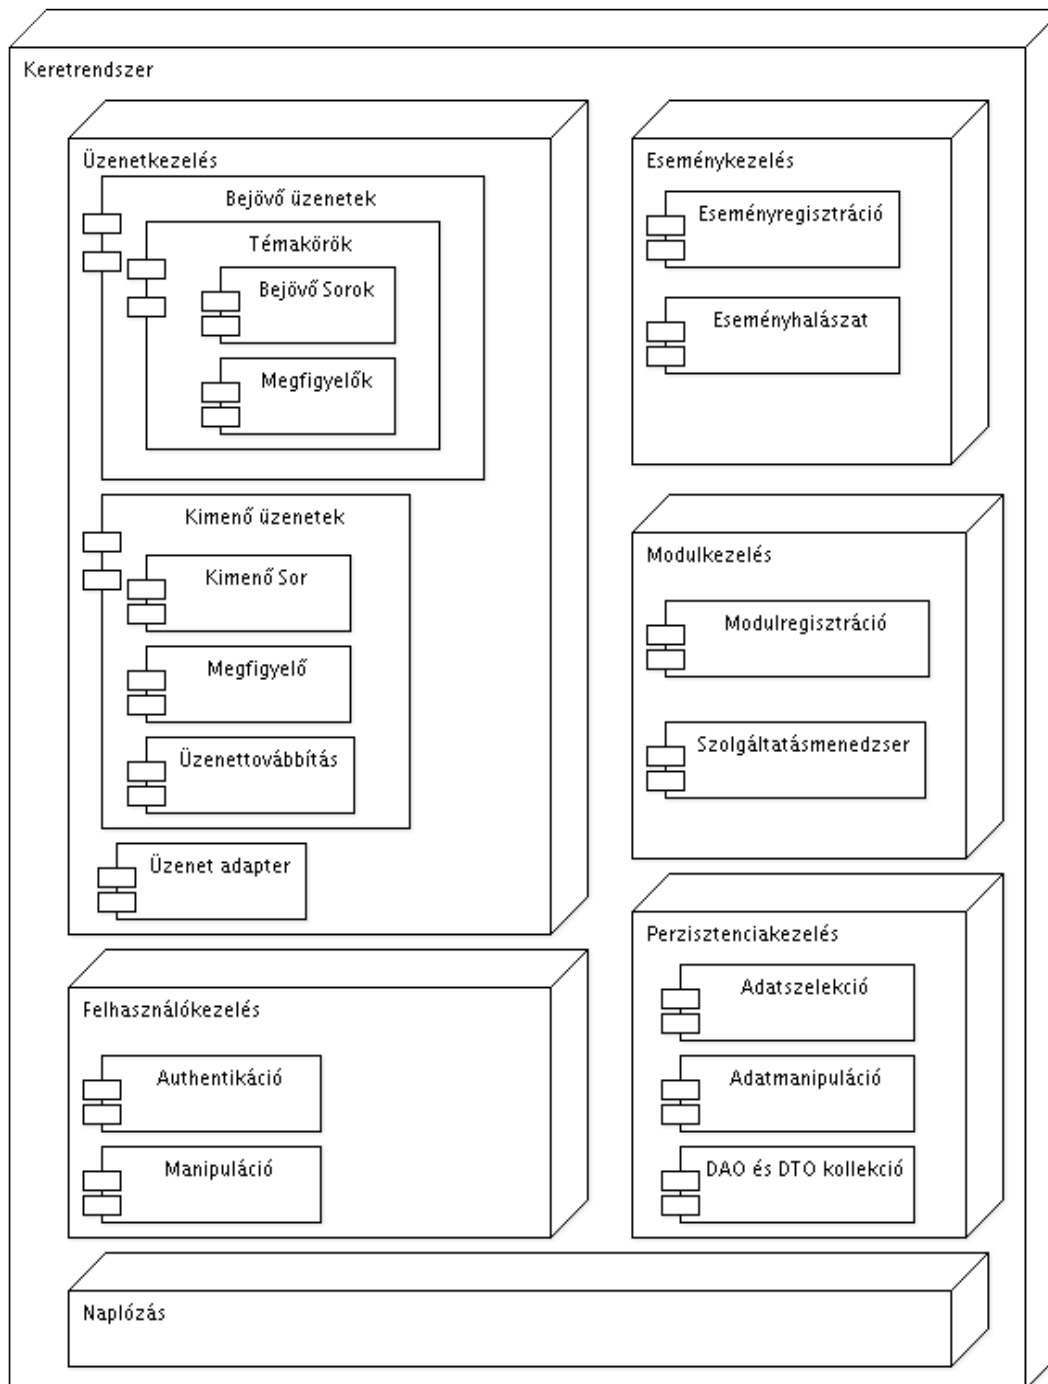 Keretrendszer
Üzenetkezelés
Bejövő üzenetek
Témakörök
Bejövő Sorok
Megfigyelők
Kimenő üzenetek
Kimenő Sor
Megfigyelő
Üzenettovábbítás
Üzenet adapter
Eseménykezelés
Eseményregisztráció
Eseményhalászat
Modulkezelés
Modulregisztráció
Szolgáltatásmenedzser
Felhasználókezelés
Authentikáció
Manipuláció
Perzisztenciakezelés
Adatszelekció
Adatmanipuláció
DAO és DTO kollekció
Naplózás